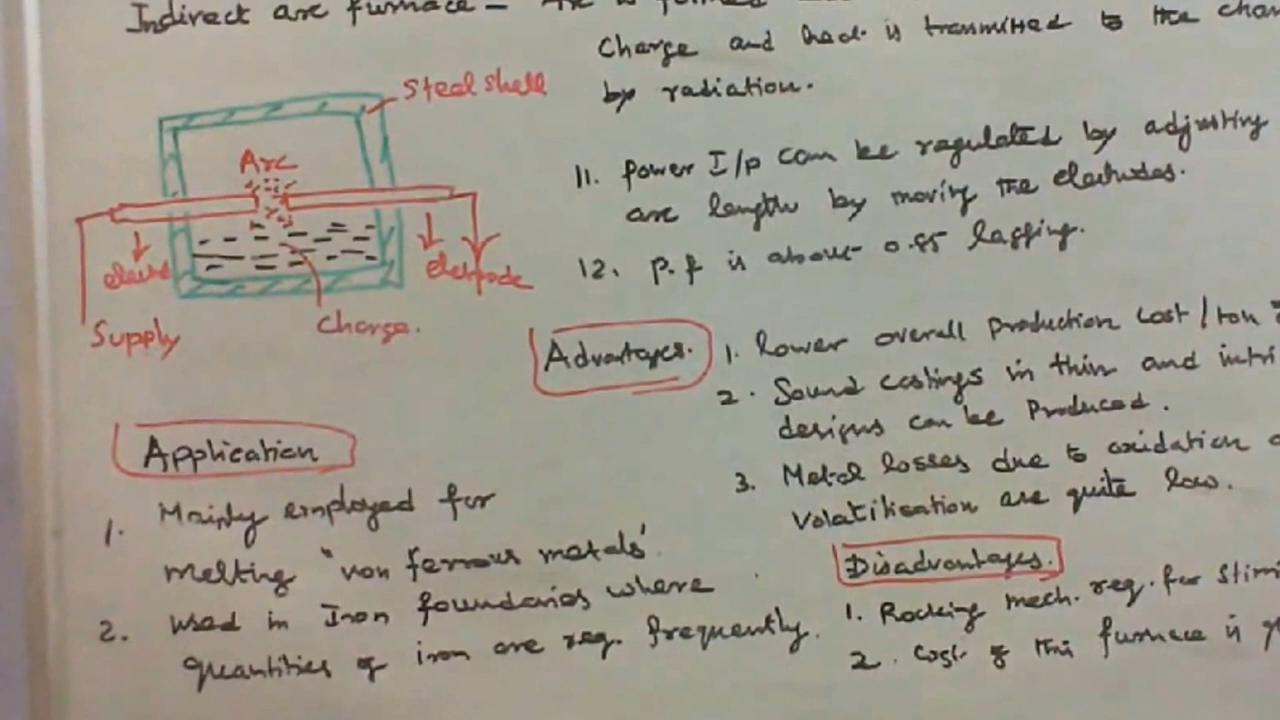 Indirect arc furnace -
charge and heat is transmitted to the
by radiation.
Steel shell
Arc
11. power I/p can be regulated by adjusting
arc length by moving the electrodes.
12. p.f is about 0.85 lagging.
electrode
Supply
Charge.
Advantages.
1. Lower overall production cost/ton
2. Sound castings in thin and
designs can be Produced.
3. Metal losses due to oxidation
Volatilisation are quite low.
Application
1. Mainly employed for
melting "non ferrous metals"
2. used in Iron foundaries where
quantities of iron are req. frequently.
Disadvantages.
1. Rocking mech. req. for
2. Cost of this furnace is